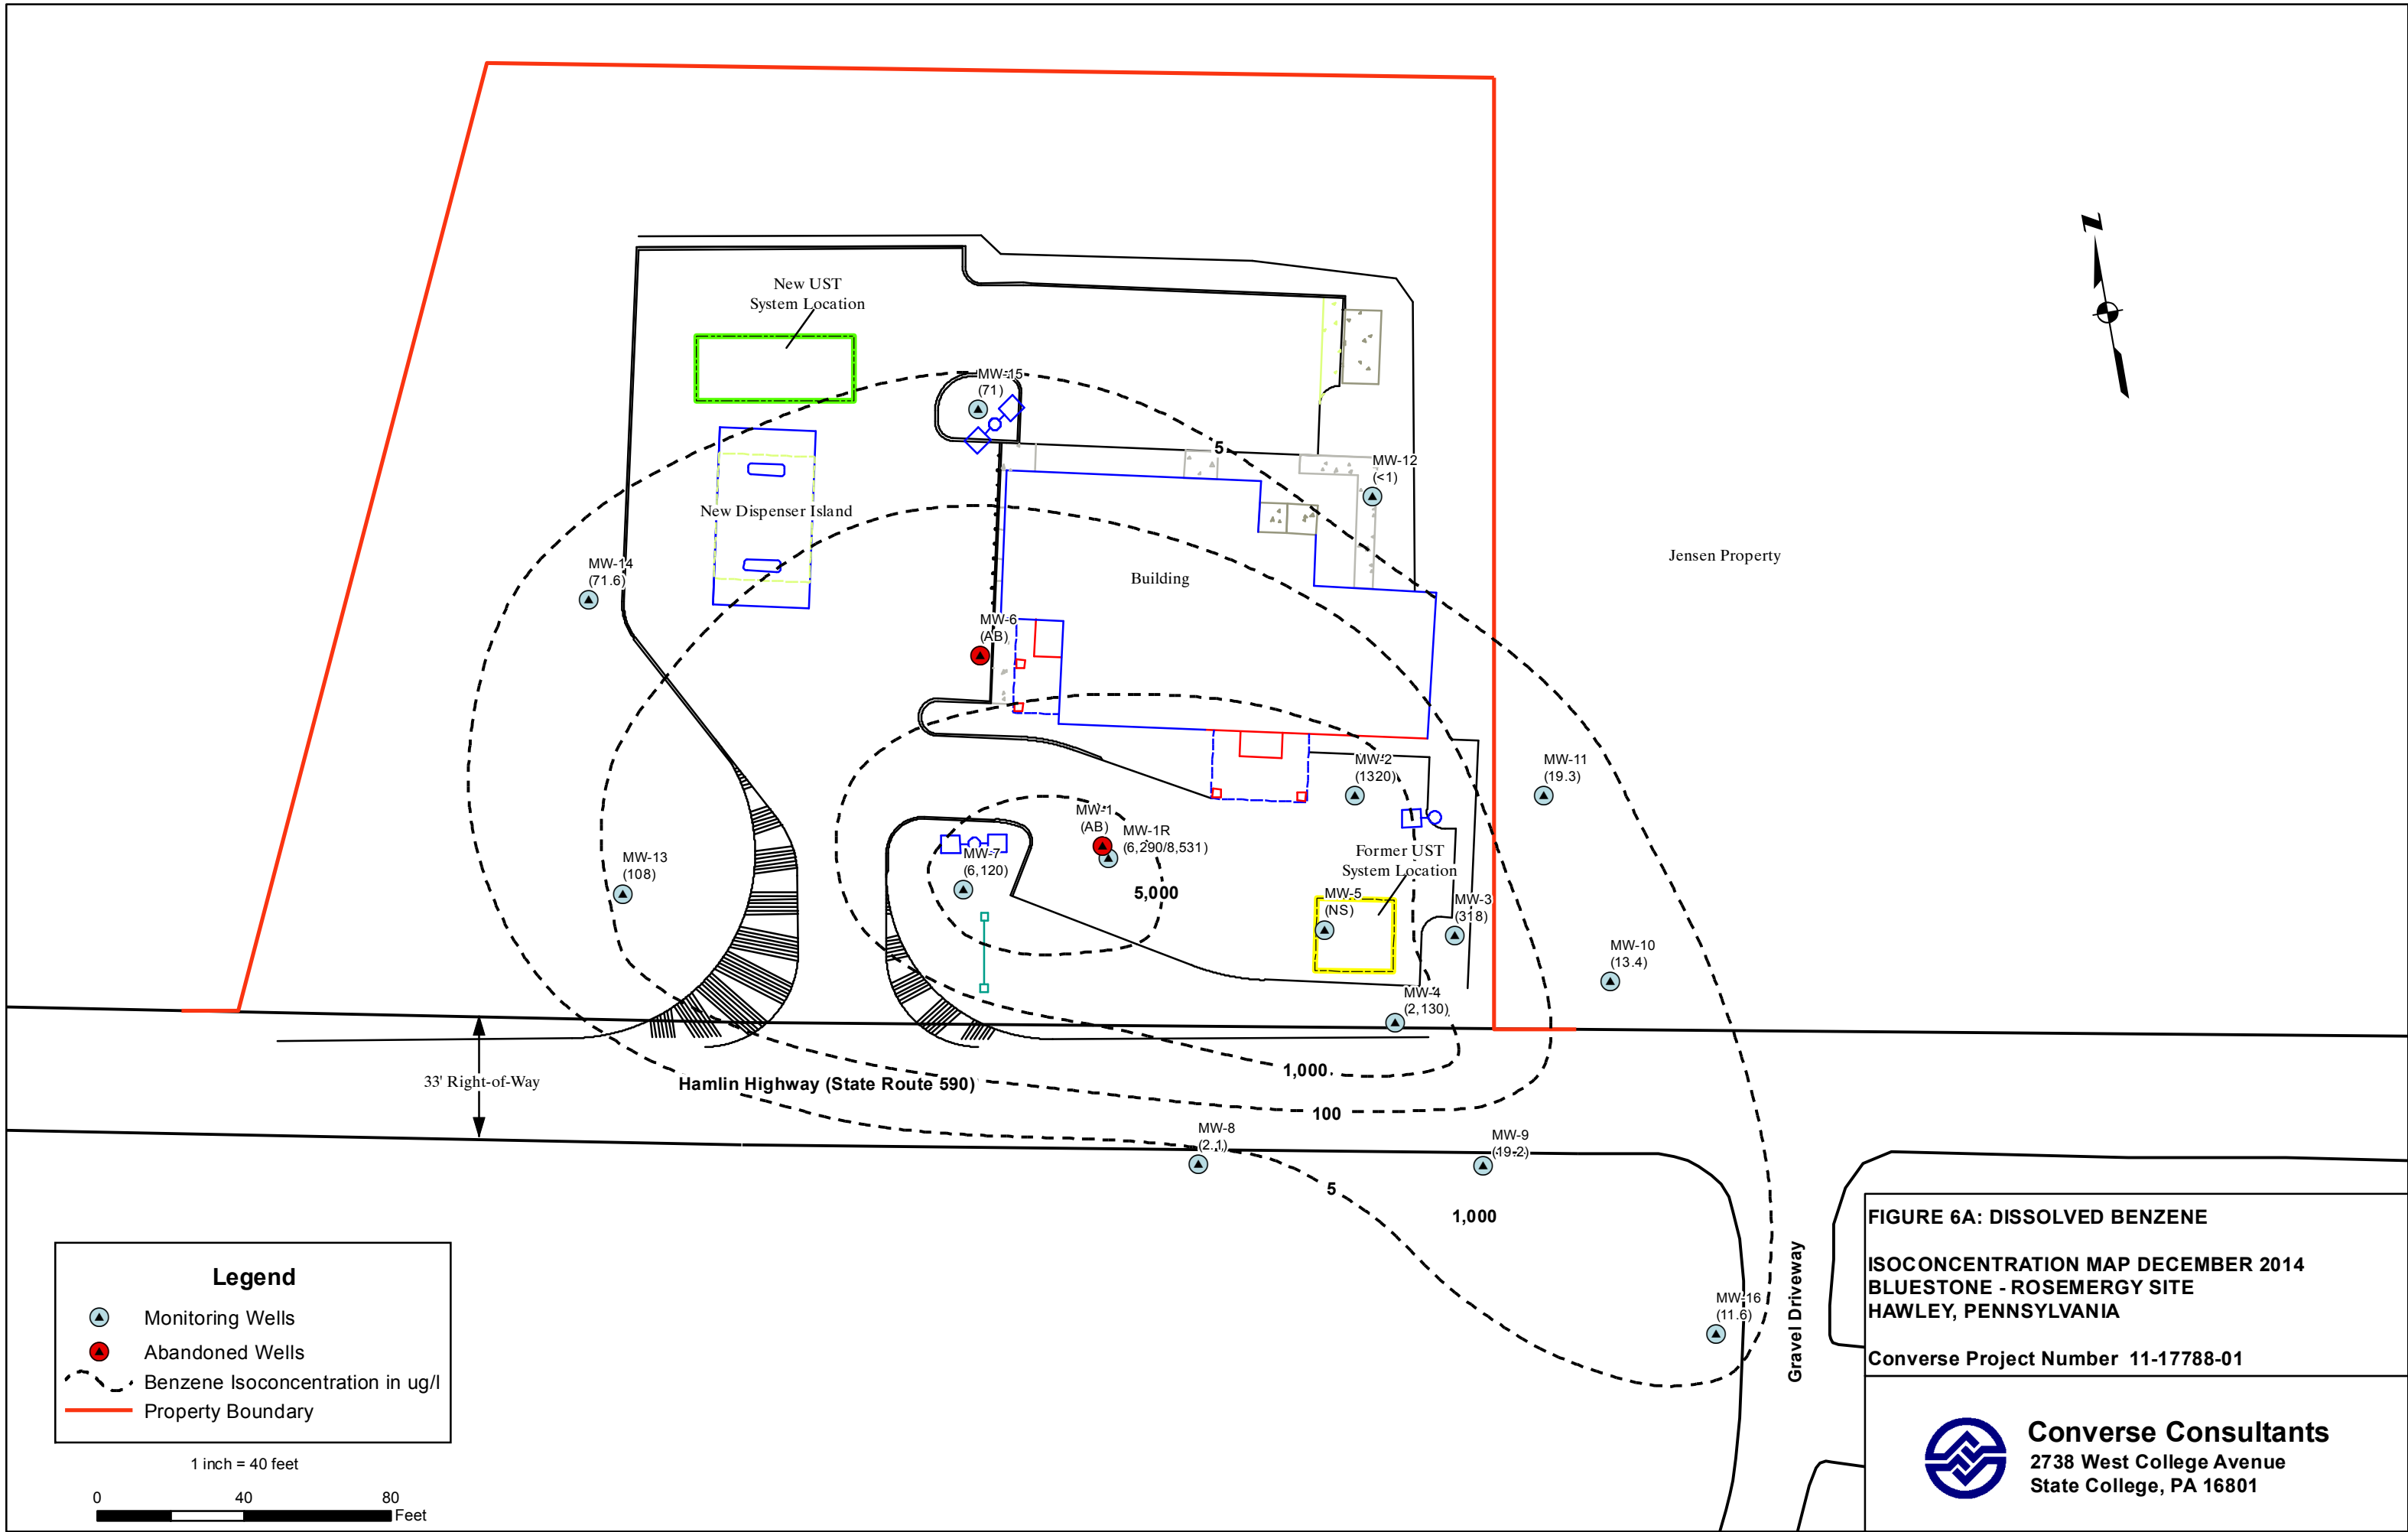 N
New UST
System Location
MW-15
(71)
5
MW-12
(<1)
New Dispenser Island
Jensen Property
MW-14
(71.6)
Building
MW-6
(AB)
MW-2
(1320)
MW-11
(19.3)
MW-1
(AB)
MW-1R
(6,290/8,531)
MW-7
(6,120)
5,000
Former UST
System Location
MW-13
(108)
MW-5
(NS)
MW-3
(318)
MW-10
(13.4)
MW-4
(2,130)
33' Right-of-Way
Hamlin Highway (State Route 590)
1,000
100
MW-8
(2.1)
MW-9
(19.2)
5
1,000
MW-16
(11.6)
Gravel Driveway
Legend
Monitoring Wells
Abandoned Wells
Benzene Isoconcentration in ug/l
Property Boundary
1 inch = 40 feet
0 40 80
Feet
FIGURE 6A: DISSOLVED BENZENE
ISOCONCENTRATION MAP DECEMBER 2014
BLUESTONE - ROSEMERGY SITE
HAWLEY, PENNSYLVANIA
Converse Project Number 11-17788-01
Converse Consultants
2738 West College Avenue
State College, PA 16801